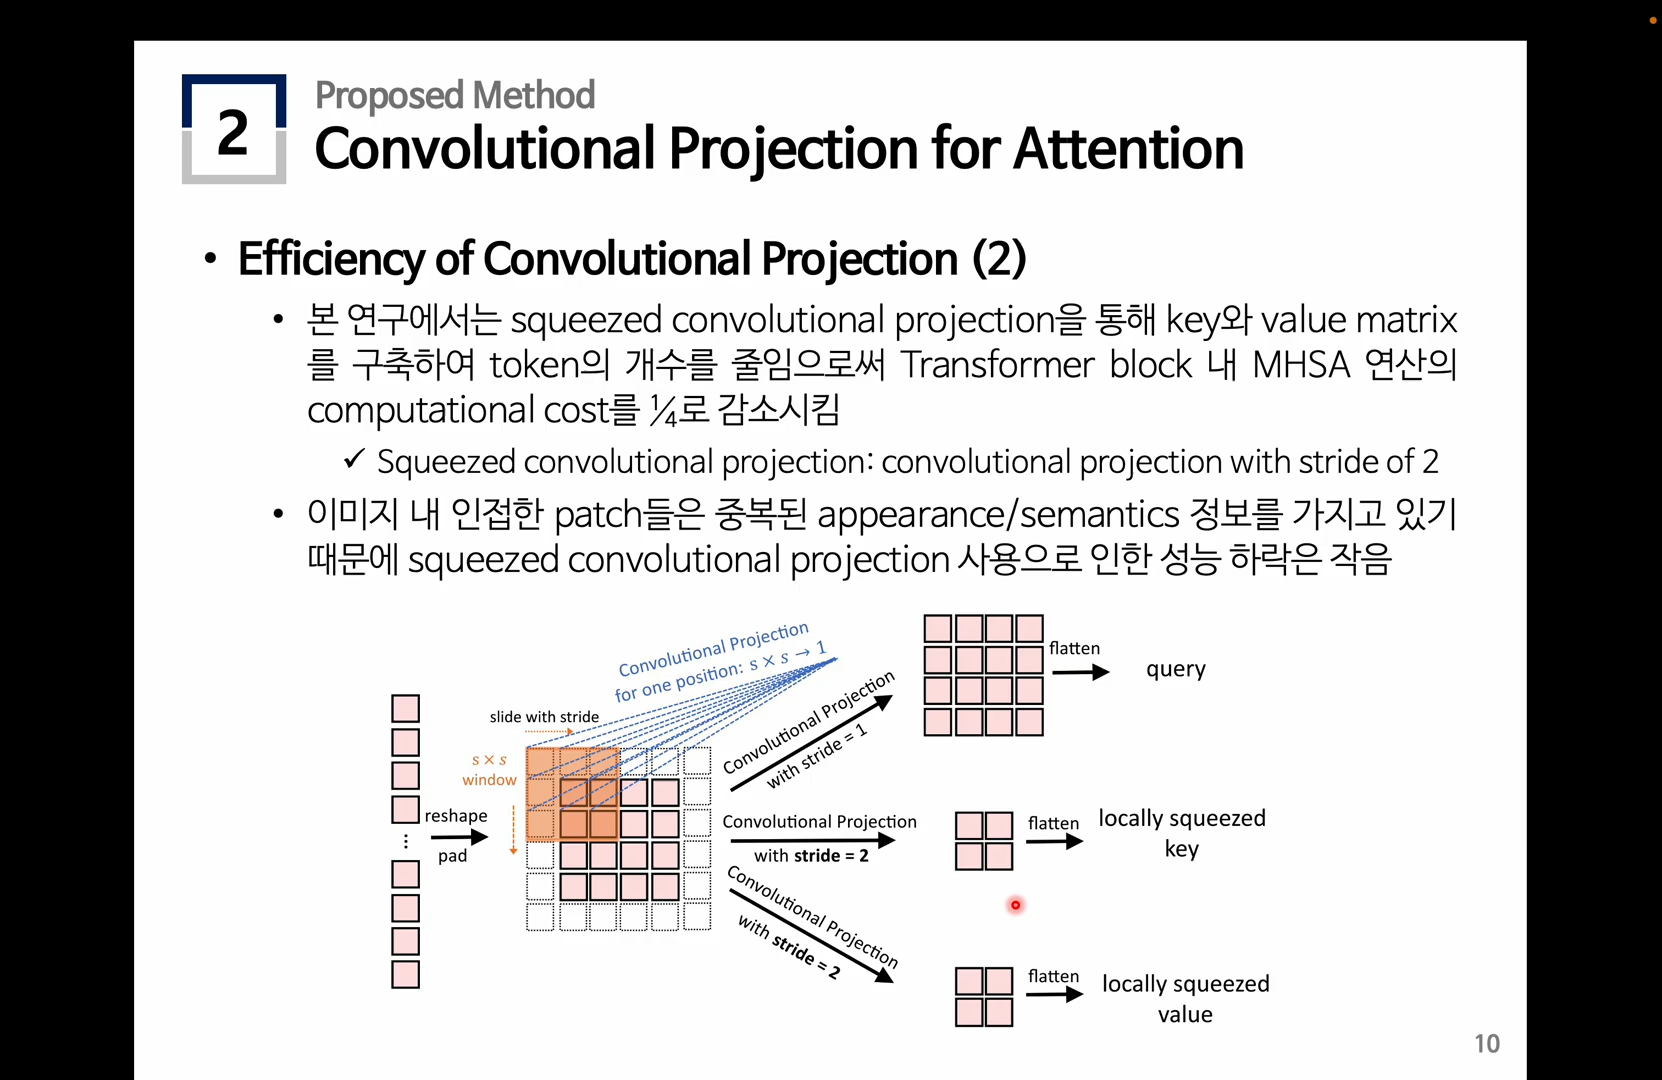 2
Proposed Method
Convolutional Projection for Attention
• Efficiency of Convolutional Projection (2)
• 본 연구에서는 squeezed convolutional projection을 통해 key와 value matrix
를 구축하여 token의 개수를 줄임으로써 Transformer block 내 MHSA 연산의
computational cost를 ¼로 감소시킴
✓ Squeezed convolutional projection: convolutional projection with stride of 2
• 이미지 내 인접한 patch들은 중복된 appearance/semantics 정보를 가지고 있기
때문에 squeezed convolutional projection 사용으로 인한 성능 하락은 작음
Convolutional Projection
for one position: s × s → 1
slide with stride
s × s
window
reshape
pad
⋮
Convolutional Projection
with stride = 1
flatten
query
Convolutional Projection
with stride = 2
flatten
locally squeezed
key
Convolutional Projection
with stride = 2
flatten
locally squeezed
value
10